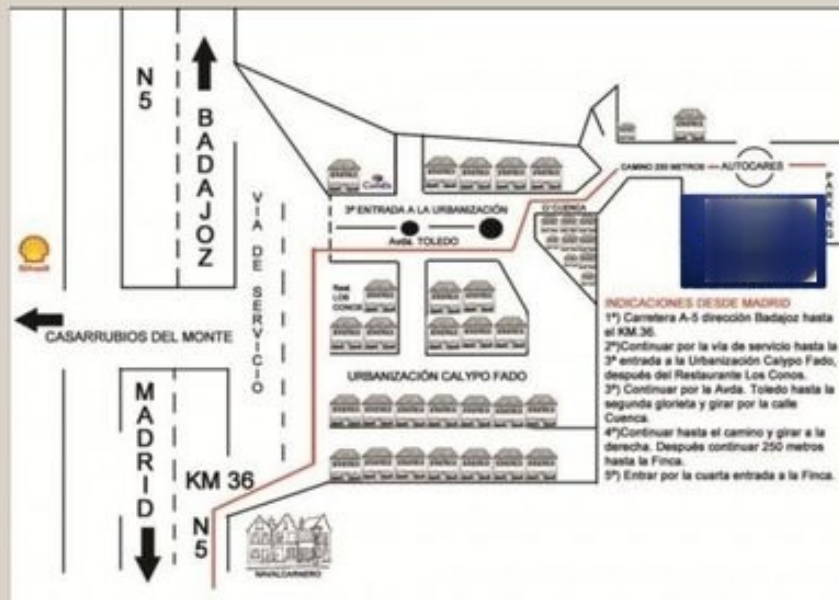 N 5
BADAJOZ
VIA DE SERVICIO
3ª ENTRADA A LA URBANIZACIÓN
Avda. TOLEDO
C/ CUENCA
CAMINO 250 METROS
AUTOCARES
Real
LOS
CONOS
CASARRUBIOS DEL MONTE
URBANIZACIÓN CALYPO FADO
MADRID
KM 36
N 5
NAVALCARNERO
INDICACIONES DESDE MADRID
1º) Carretera A-5 dirección Badajoz hasta
el KM.36.
2º)Continuar por la vía de servicio hasta la
3ª entrada a la Urbanización Calypo Fado,
después del Restaurante Los Conos.
3º) Continuar por la Avda. Toledo hasta la
segunda glorieta y girar por la calle
Cuenca.
4º)Continuar hasta el camino y girar a la
derecha. Después continuar 250 metros
hasta la Finca.
5º) Entrar por la cuarta entrada a la Finca.